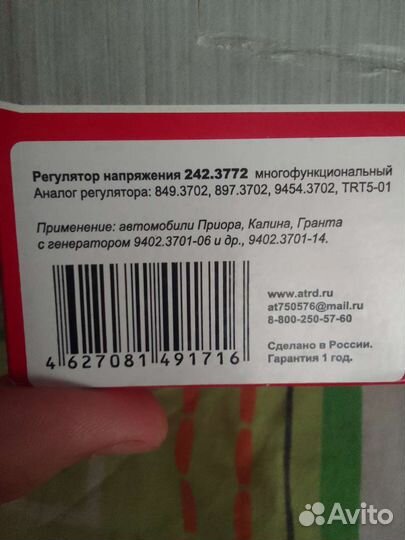 Регулятор напряжения 242.3772 многофункциональный
Аналог регулятора: 849.3702, 897.3702, 9454.3702, TRT5-01
Применение: автомобили Приора, Калина, Гранта
с генератором 9402.3701-06 и др., 9402.3701-14.
www.atrd.ru
at750576@mail.ru
8-800-250-57-60
4 627081 491716
Сделано в России.
Гарантия 1 год.
Avito